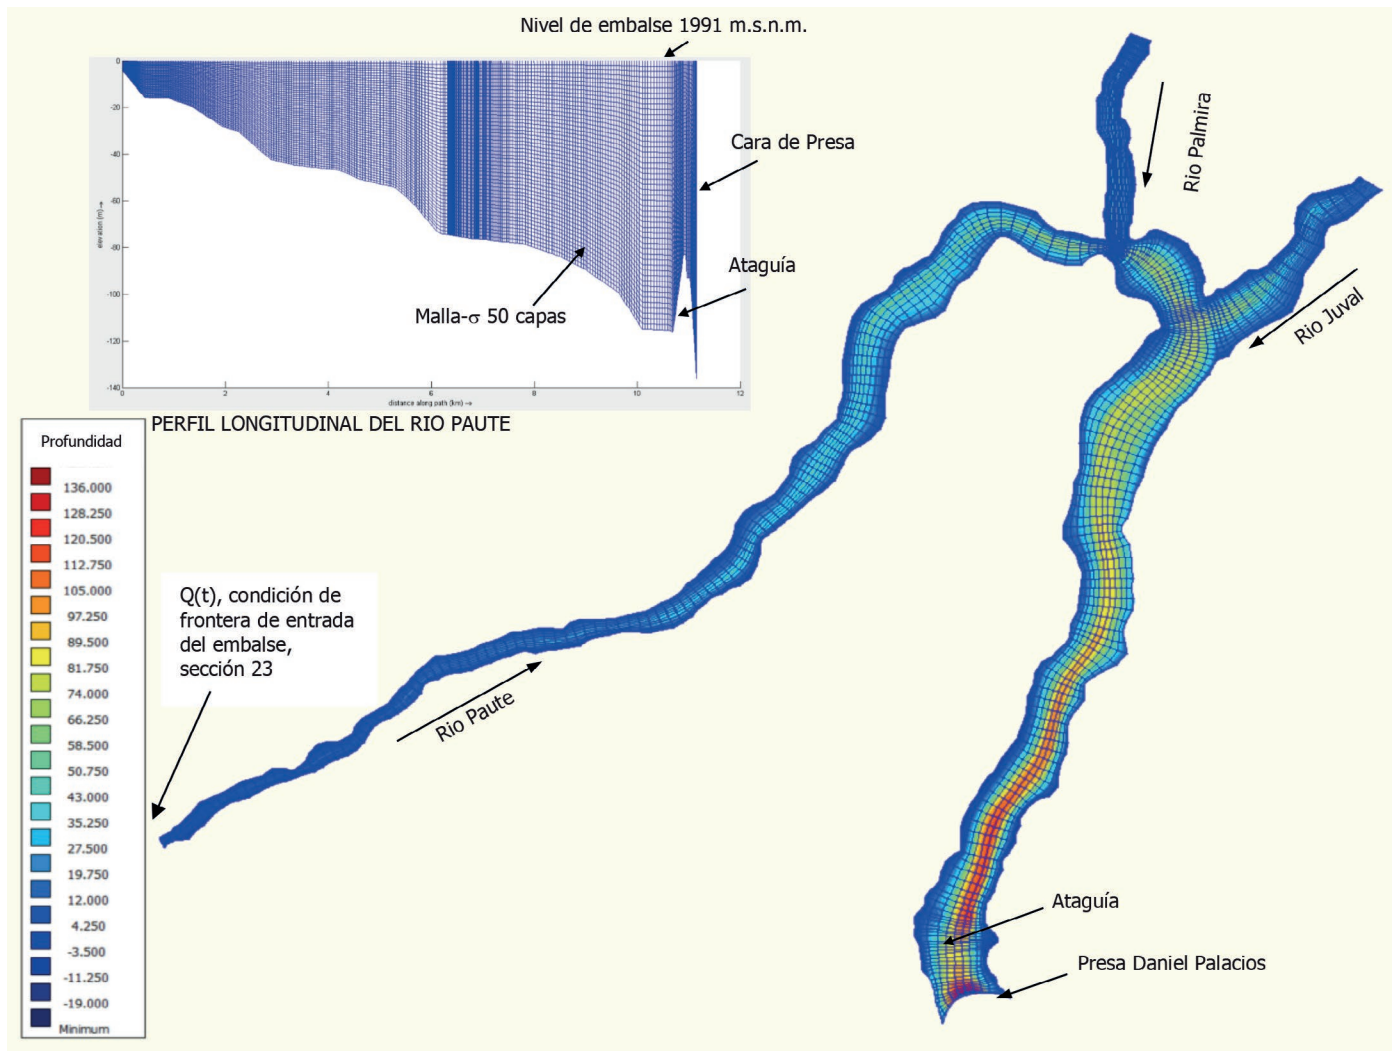 Nivel de embalse 1991 m.s.n.m.
0
-20
-40
-60
-80
-100
-120
-140
elevation (m)→
0
2
4
6
8
10
12
distance along path (km) →
Cara de Presa
Ataguía
Malla-σ 50 capas
PERFIL LONGITUDINAL DEL RIO PAUTE
Rio Palmira
Rio Juval
Profundidad
136.000
128.250
120.500
112.750
105.000
97.250
89.500
81.750
74.000
66.250
58.500
50.750
43.000
35.250
27.500
19.750
12.000
4.250
-3.500
-11.250
-19.000
Minimum
Q(t), condición de
frontera de entrada
del embalse,
sección 23
Rio Paute
Ataguía
Presa Daniel Palacios